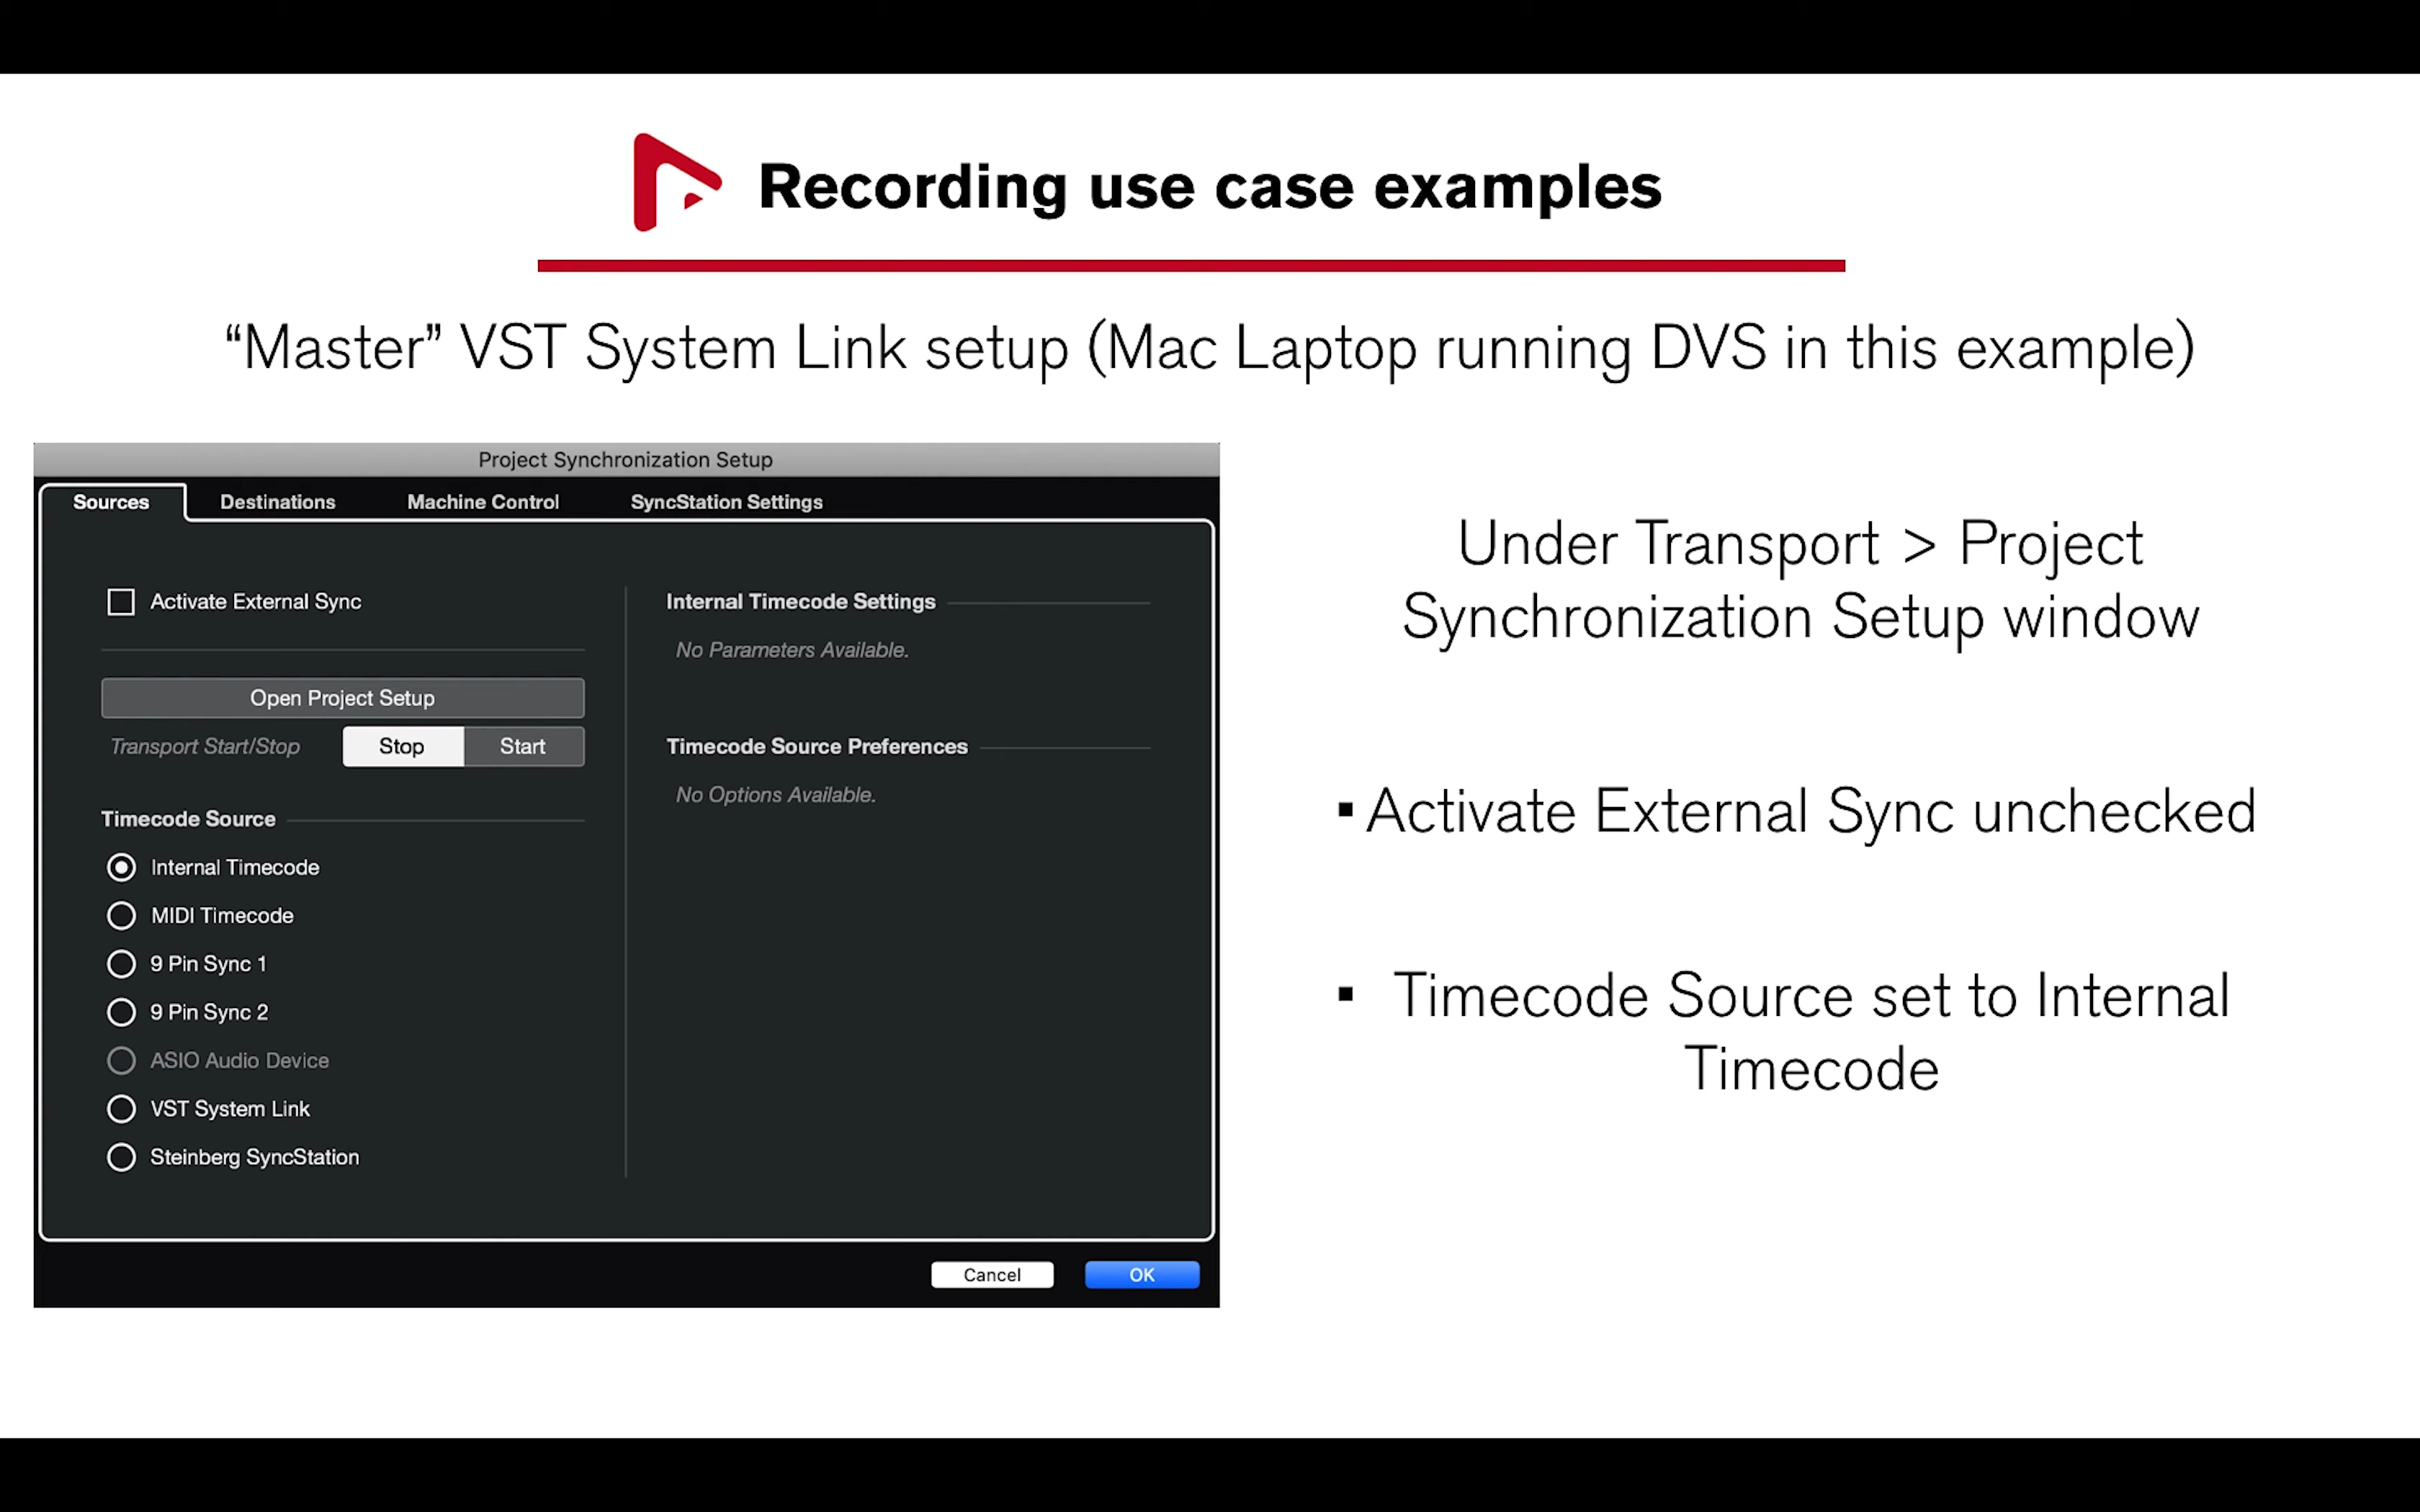 Recording use case examples
“Master” VST System Link setup (Mac Laptop running DVS in this example)
Project Synchronization Setup
Sources Destinations Machine Control SyncStation Settings
Activate External Sync
Open Project Setup
Transport Start/Stop Stop Start
Timecode Source
Internal Timecode
MIDI Timecode
9 Pin Sync 1
9 Pin Sync 2
ASIO Audio Device
VST System Link
Steinberg SyncStation
Internal Timecode Settings
No Parameters Available.
Timecode Source Preferences
No Options Available.
Cancel OK
Under Transport > Project
Synchronization Setup window
▪ Activate External Sync unchecked
▪ Timecode Source set to Internal
Timecode